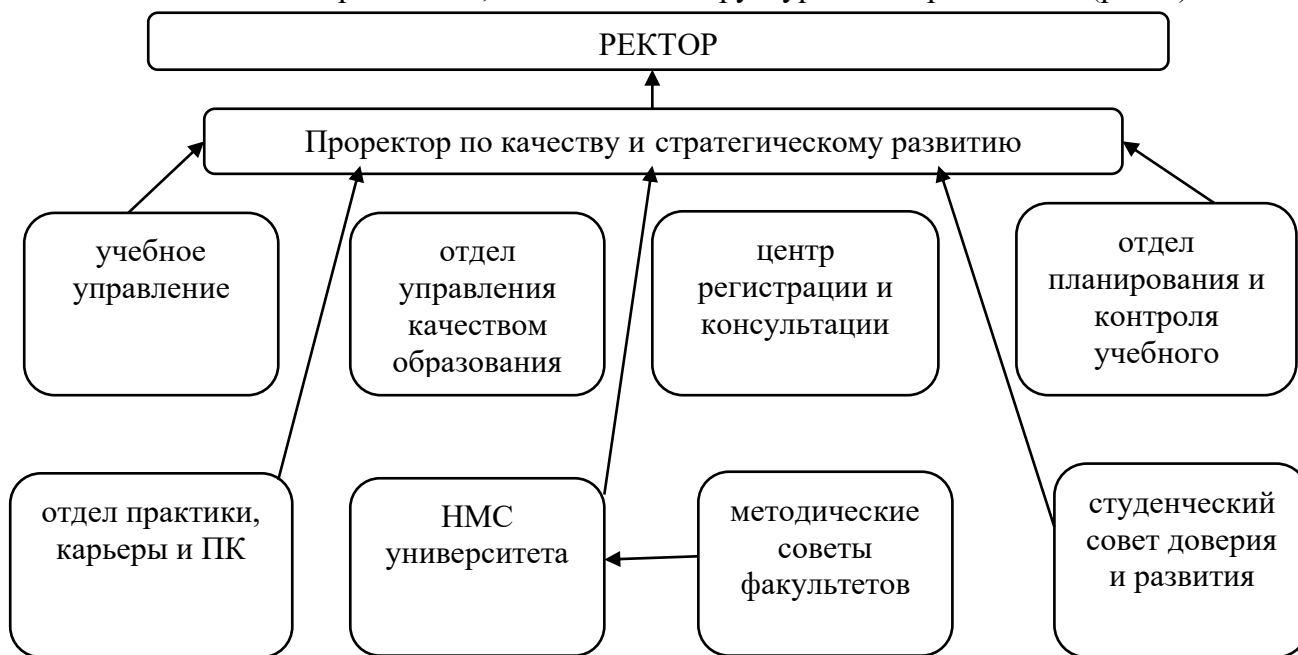 РЕКТОР
Проректор по качеству и стратегическому развитию
учебное
управление
отдел
управления
качеством
образования
центр
регистрации и
консультации
отдел
планирования и
контроля
учебного
отдел практики,
карьеры и ПК
НМС
университета
методические
советы
факультетов
студенческий
совет доверия
и развития